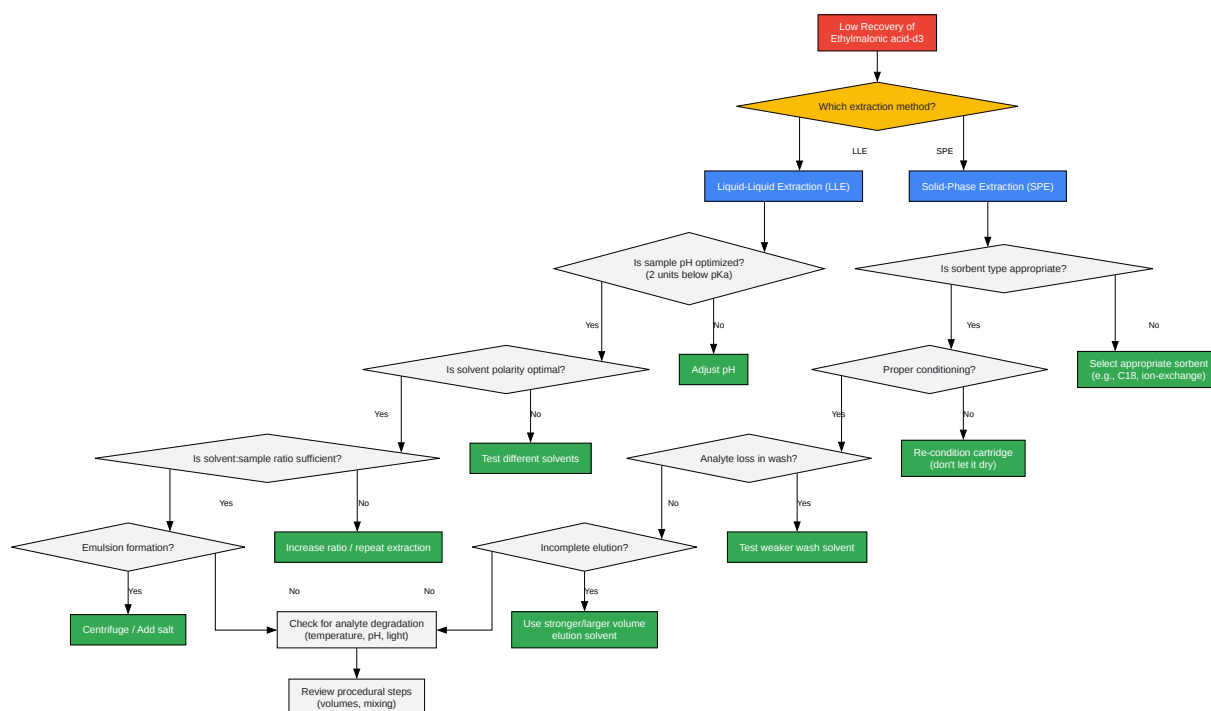 Low Recovery of
Ethylmalonic acid-d3
Which extraction method?
LLE
SPE
Liquid-Liquid Extraction (LLE)
Solid-Phase Extraction (SPE)
Is sample pH optimized?
(2 units below pKa)
Is sorbent type appropriate?
Yes
No
Yes
No
Is solvent polarity optimal?
Adjust pH
Proper conditioning?
Select appropriate sorbent
(e.g., C18, ion-exchange)
Yes
No
Yes
No
Is solvent:sample ratio sufficient?
Test different solvents
Analyte loss in wash?
Re-condition cartridge
(don't let it dry)
Yes
No
No
Yes
Emulsion formation?
Increase ratio / repeat extraction
Incomplete elution?
Test weaker wash solvent
Yes
No
No
Yes
Centrifuge / Add salt
Check for analyte degradation
(temperature, pH, light)
Use stronger/larger volume
elution solvent
Review procedural steps
(volumes, mixing)